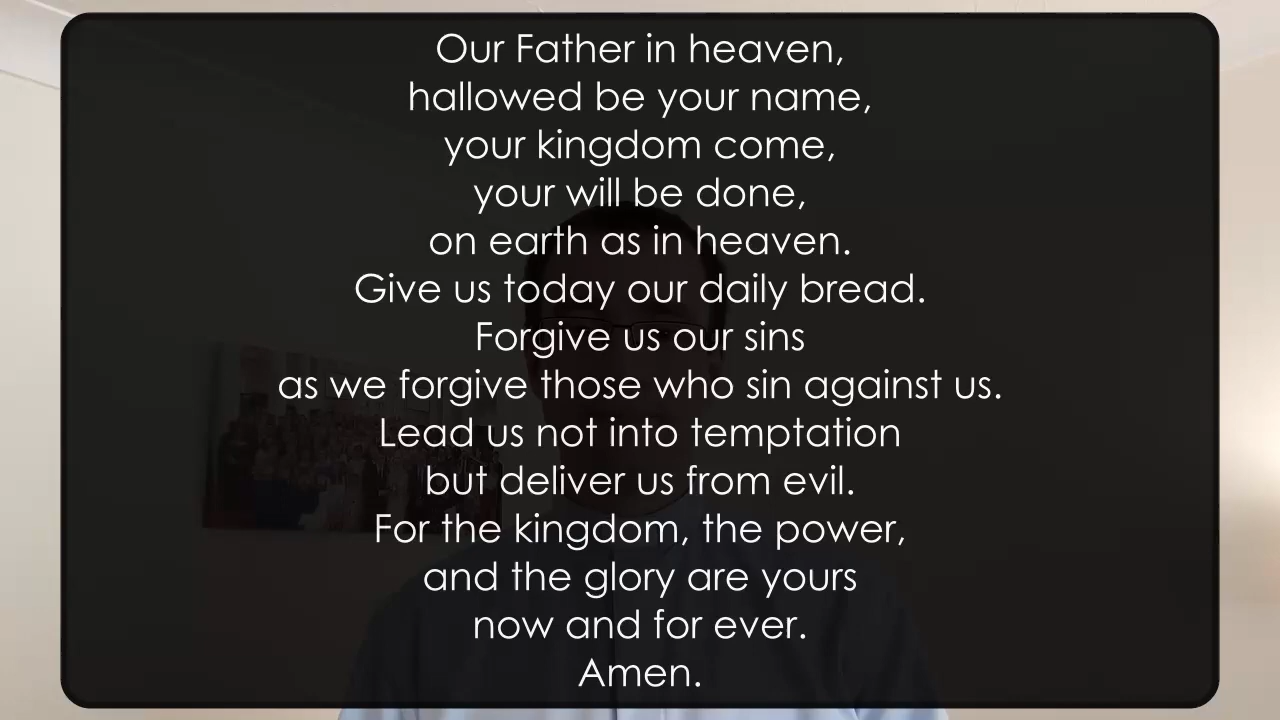 Our Father in heaven,
hallowed be your name,
your kingdom come,
your will be done,
on earth as in heaven.
Give us today our daily bread.
Forgive us our sins
as we forgive those who sin against us.
Lead us not into temptation
but deliver us from evil.
For the kingdom, the power,
and the glory are yours
now and for ever.
Amen.